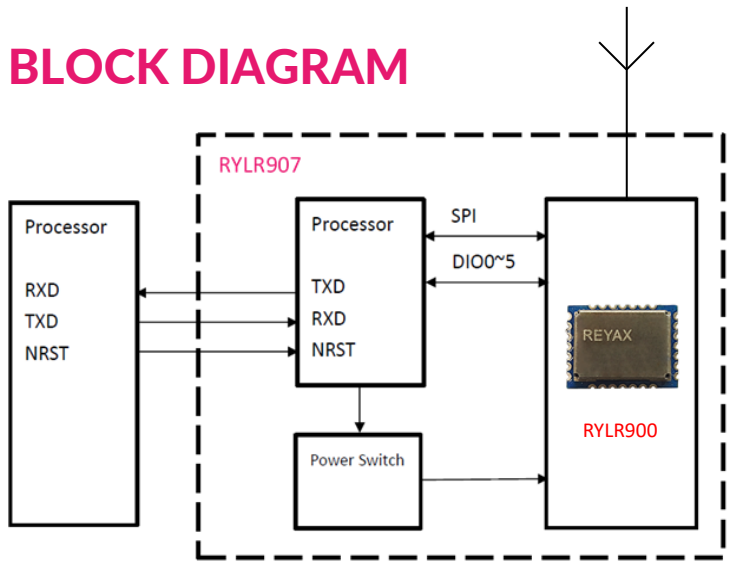 BLOCK DIAGRAM
RYLR907
Processor
RXD
TXD
NRST
Processor
TXD
RXD
NRST
SPI
DIO0~5
Power Switch
REYAX
RYLR900